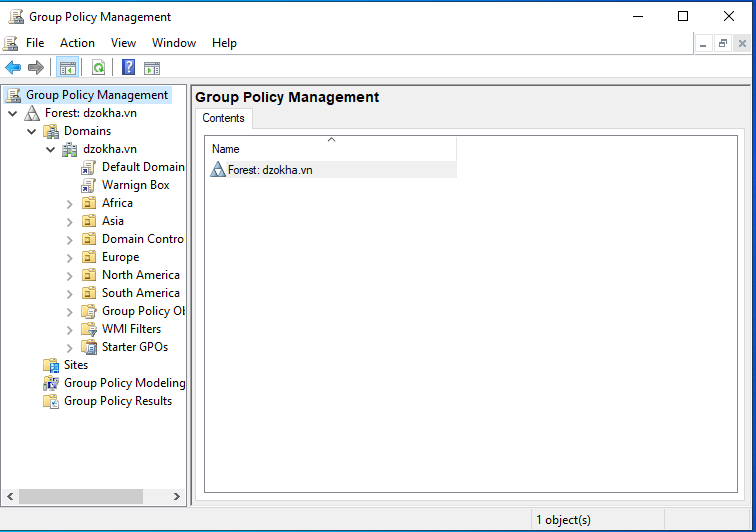 Group Policy Management
File Action View Window Help
Group Policy Management
Forest: dzokha.vn
Domains
dzokha.vn
Default Domain
Warnign Box
Africa
Asia
Domain Contro
Europe
North America
South America
Group Policy Ob
WMI Filters
Starter GPOs
Sites
Group Policy Modeling
Group Policy Results
Group Policy Management
Contents
Name
Forest: dzokha.vn
1 object(s)